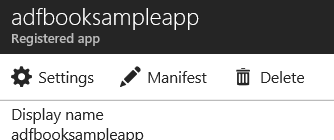 adfbooksampleapp
Registered app
Settings Manifest Delete
Display name
adfbooksampleapp